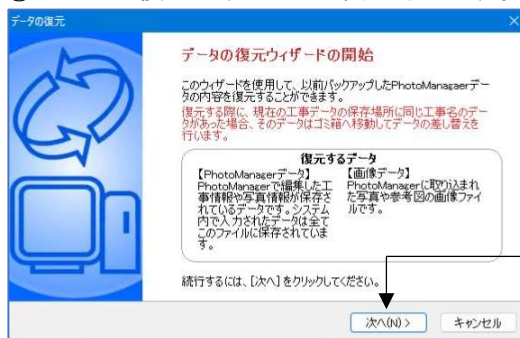 データの復元
データの復元ウィザードの開始
このウィザードを使用して、以前バックアップしたPhotoManagaerデー
タの内容を復元することができます。
復元する際に、現在の工事データの保存場所に同じ工事名のデー
タがあった場合、そのデータはゴミ箱へ移動してデータの差し替えを
行います。
復元するデータ
【PhotoManagerデータ】
PhotoManagerで編集した工
事情報や写真情報が保存さ
れているデータです。システム
内で入力されたデータは全て
このファイルに保存されていま
す。
【画像データ】
PhotoManagerに取り込まれ
た写真や参考図の画像ファイ
ルです。
続行するには、[次へ]をクリックしてください。
次へ(N) >
キャンセル